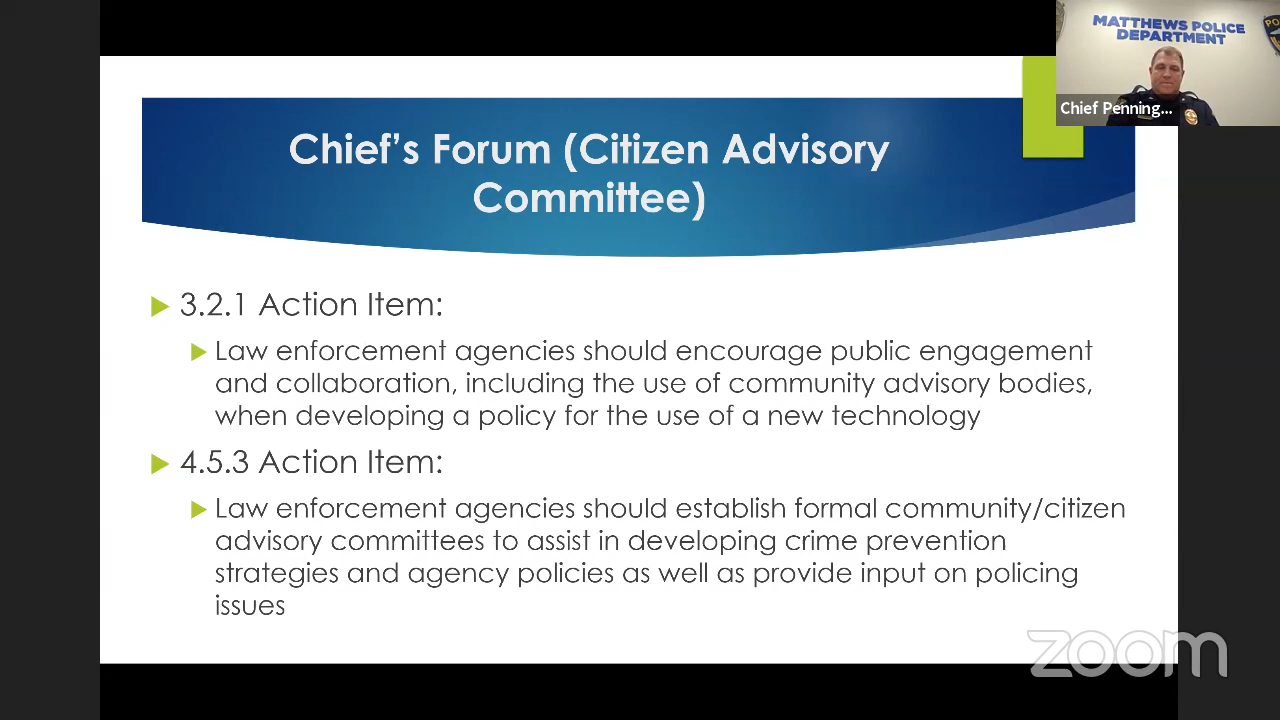 MATTHEWS POLICE
DEPARTMENT
Chief Penning...
Chief’s Forum (Citizen Advisory
Committee)
3.2.1 Action Item:
Law enforcement agencies should encourage public engagement
and collaboration, including the use of community advisory bodies,
when developing a policy for the use of a new technology
4.5.3 Action Item:
Law enforcement agencies should establish formal community/citizen
advisory committees to assist in developing crime prevention
strategies and agency policies as well as provide input on policing
issues
zoom